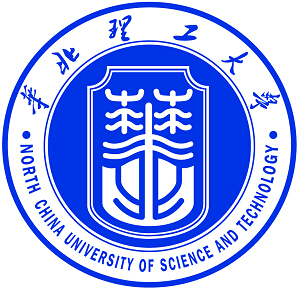 华北理工大学
· NORTH CHINA UNIVERSITY OF SCIENCE AND TECHNOLOGY ·